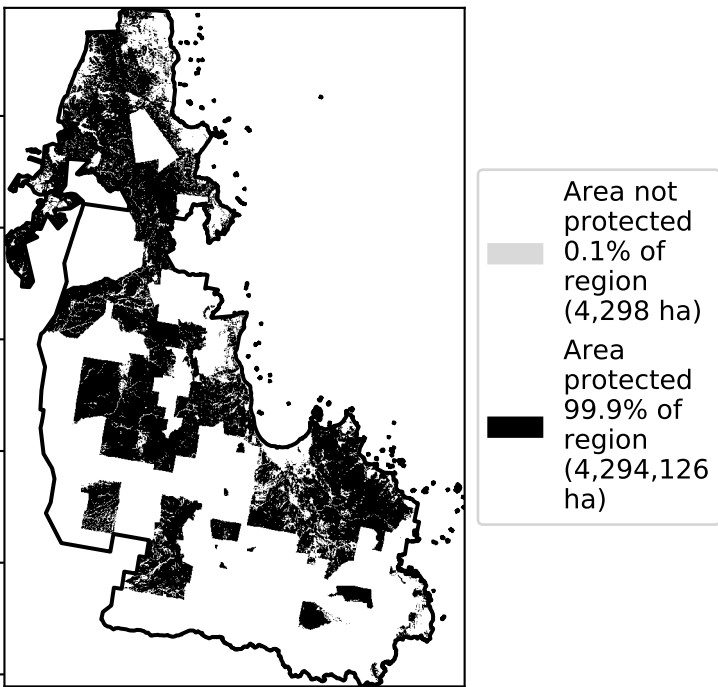 Area not
protected
0.1% of
region
(4,298 ha)
Area
protected
99.9% of
region
(4,294,126
ha)